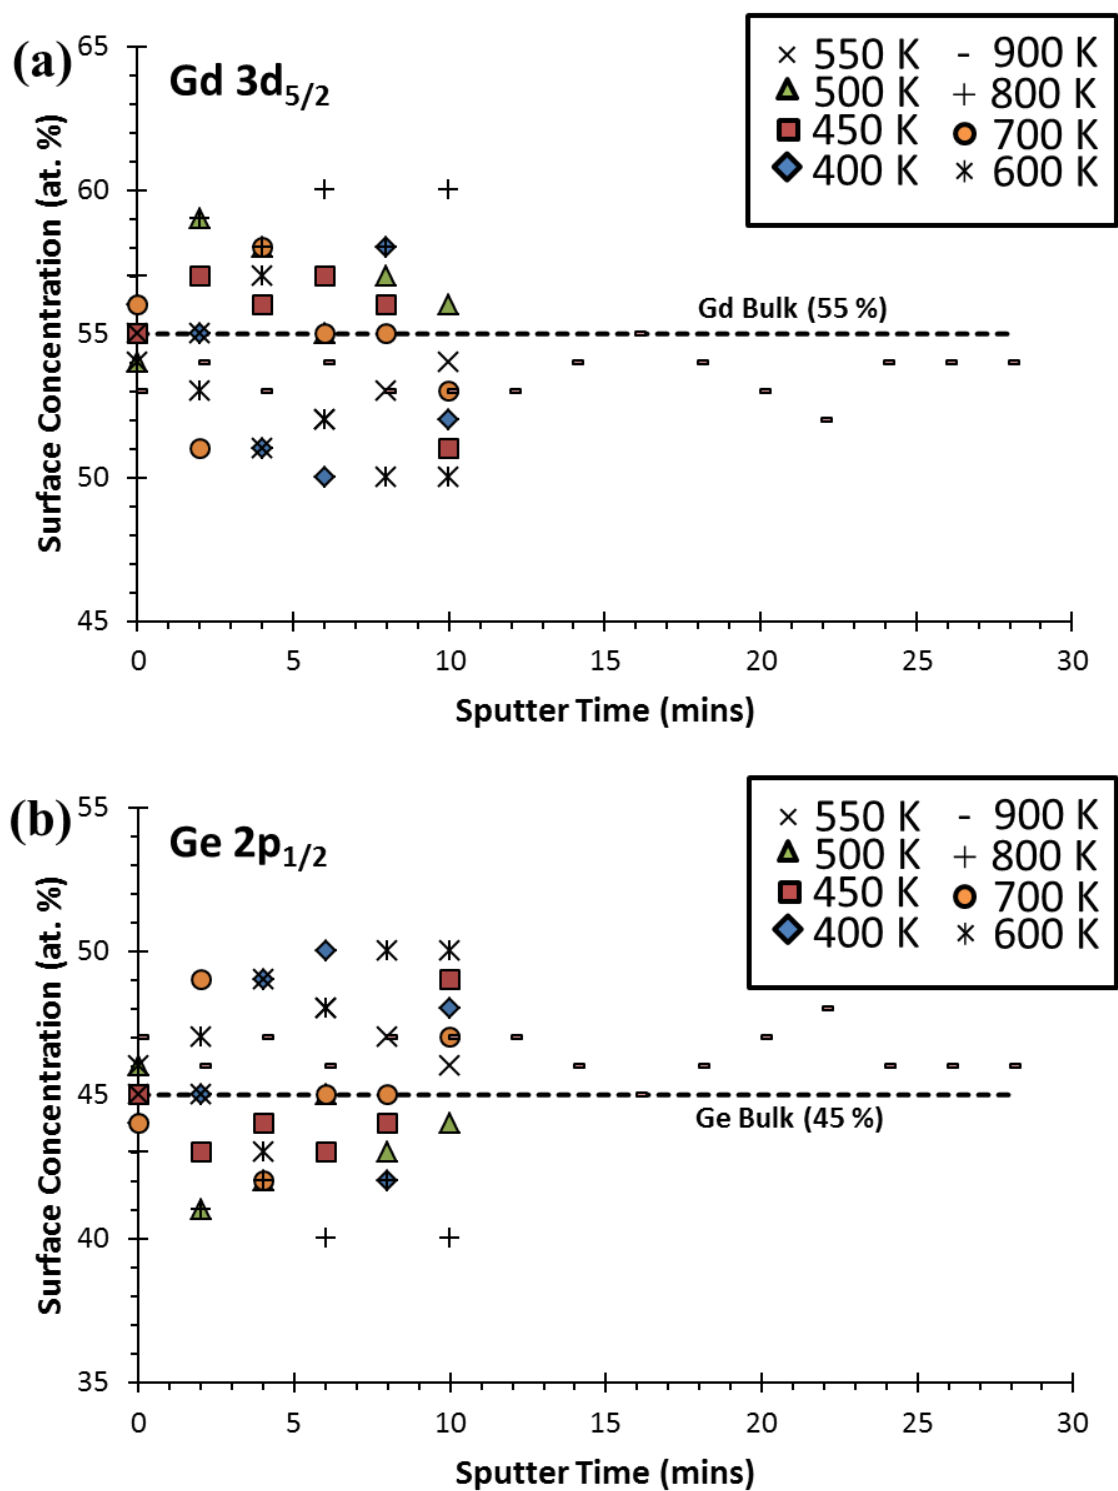 (a)
Gd 3d5/2
× 550 K - 900 K
500 K + 800 K
450 K 700 K
400 K 600 K
65
60
55
50
45
Surface Concentration (at. %)
Gd Bulk (55 %)
0 5 10 15 20 25 30
Sputter Time (mins)
(b)
Ge 2p1/2
× 550 K - 900 K
500 K + 800 K
450 K 700 K
400 K 600 K
55
50
45
40
35
Surface Concentration (at. %)
Ge Bulk (45 %)
0 5 10 15 20 25 30
Sputter Time (mins)